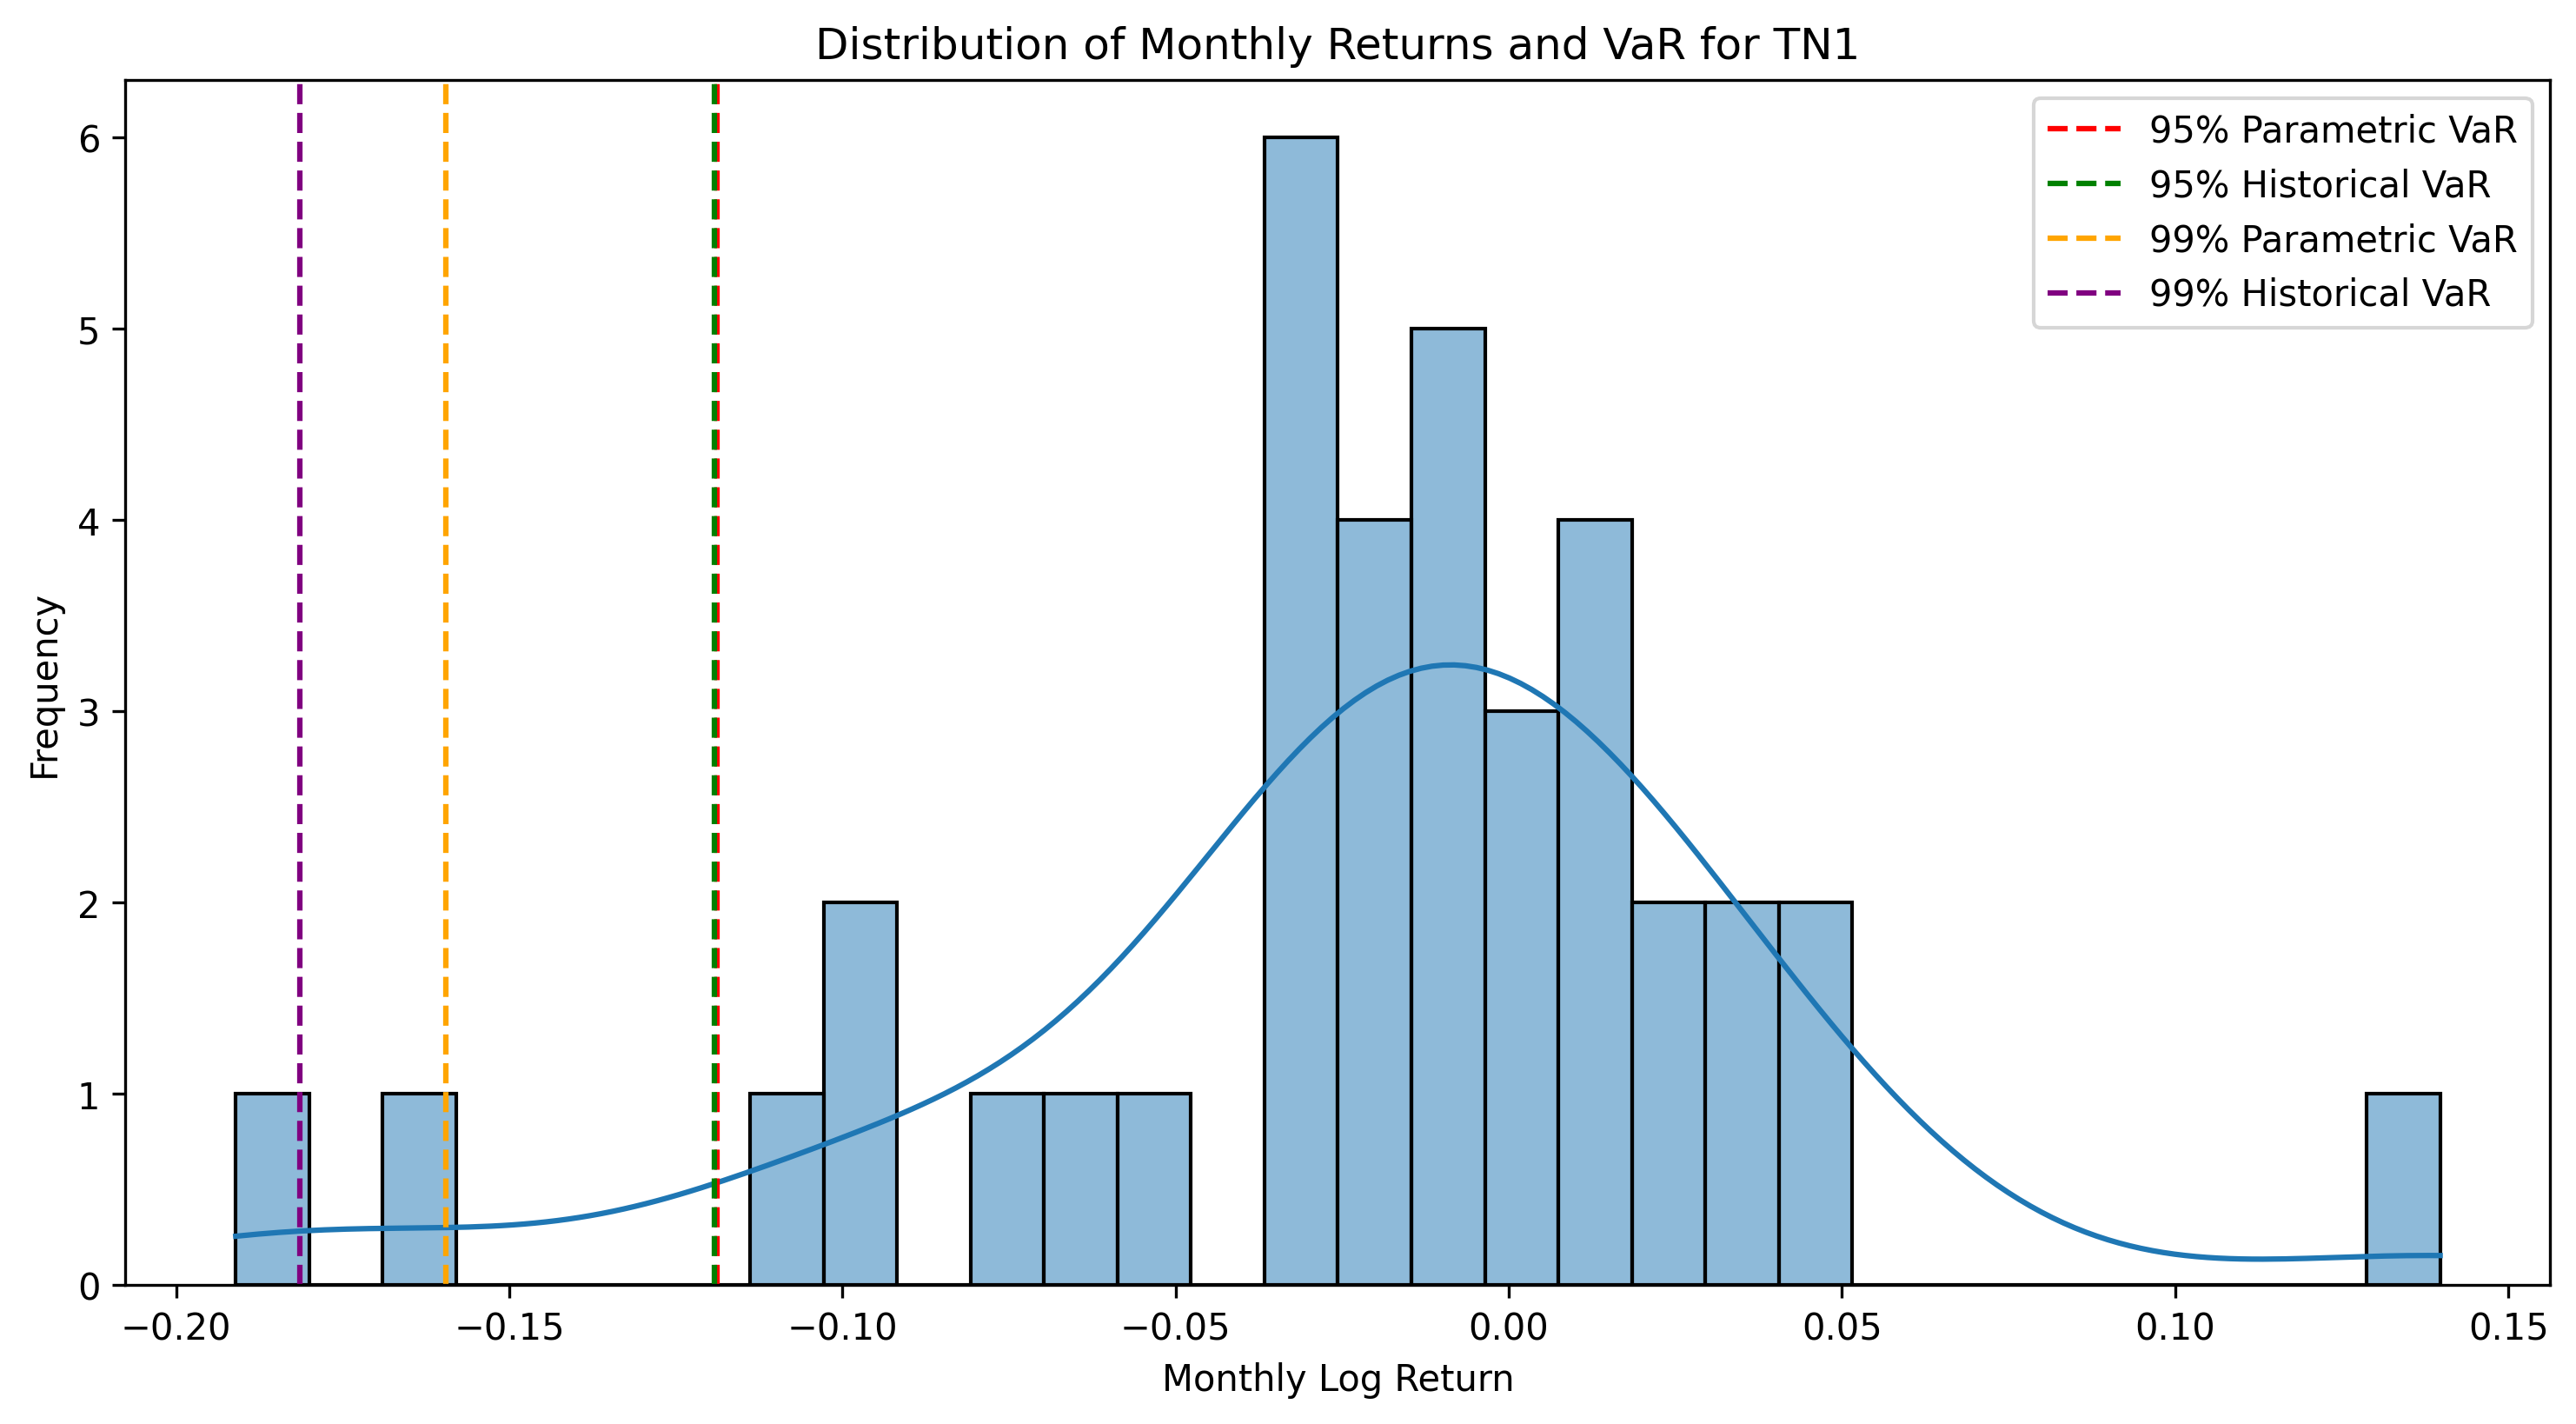 Distribution of Monthly Returns and VaR for TN1
95% Parametric VaR
95% Historical VaR
99% Parametric VaR
99% Historical VaR
Frequency
6
5
4
3
2
1
0
−0.20 −0.15 −0.10 −0.05 0.00 0.05 0.10 0.15
Monthly Log Return